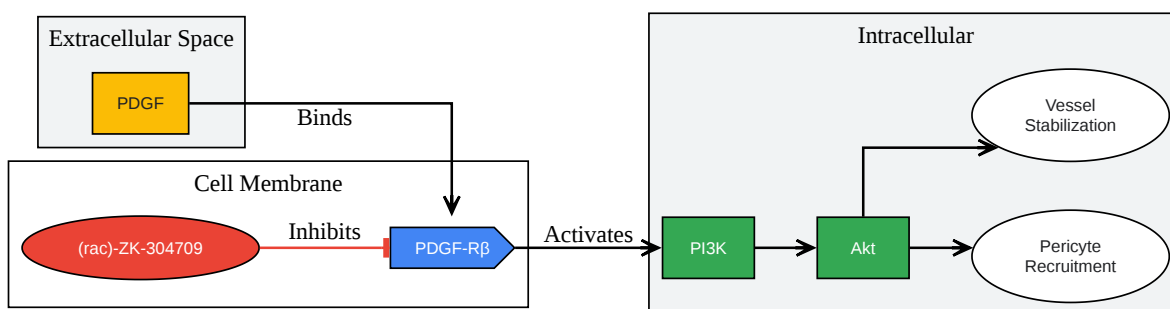 Extracellular Space
PDGF
Binds
Cell Membrane
(rac)-ZK-304709
Inhibits
PDGF-Rβ
Activates
Intracellular
PI3K
Akt
Vessel
Stabilization
Pericyte
Recruitment